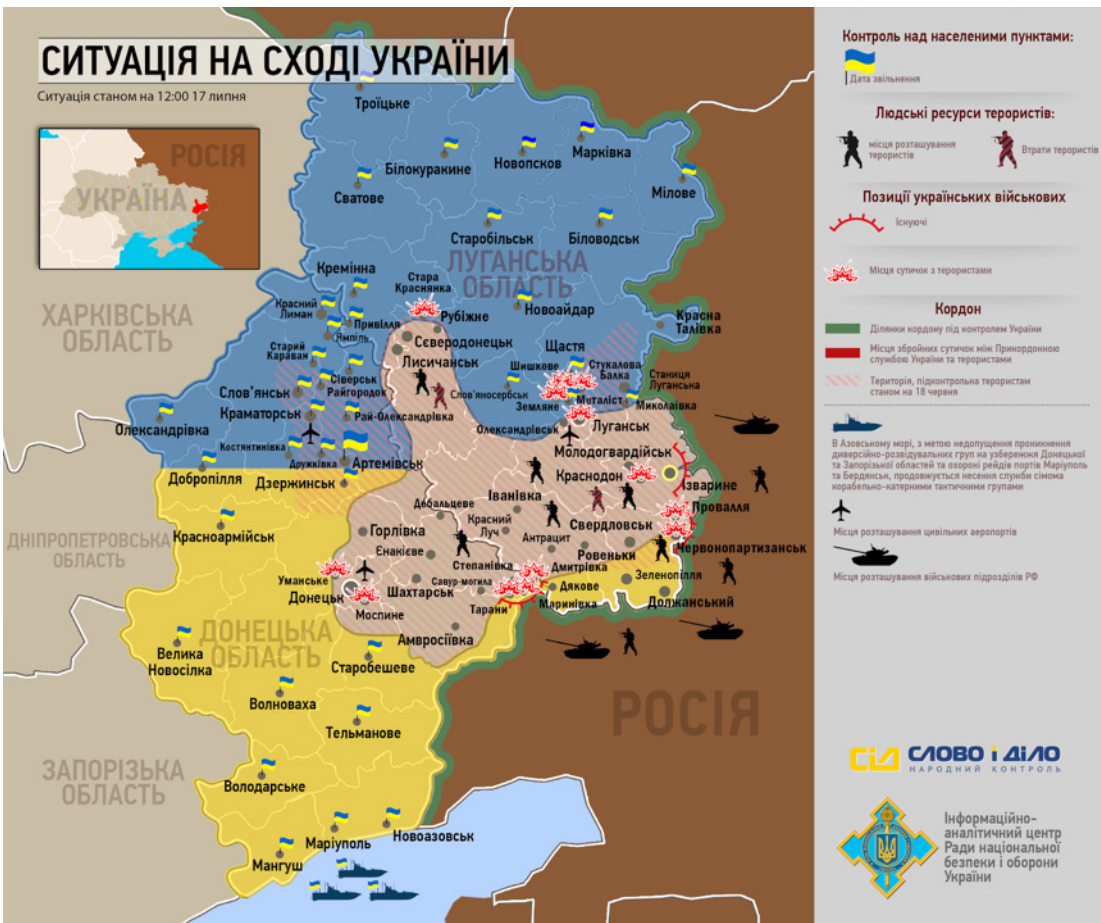 СИТУАЦІЯ НА СХОДІ УКРАЇНИ
Ситуація станом на 12:00 17 липня
РОСІЯ
УКРАЇНА
Троїцьке
Білокуракине
Новопсков
Марківка
Сватове
Мілове
Старобільськ
Біловодськ
ЛУГАНСЬКА
ОБЛАСТЬ
ХАРКІВСЬКА
ОБЛАСТЬ
Кремінна
Стара
Краснянка
Красний
Лиман
Привілля
Рубіжне
Новоайдар
Красна
Талівка
Ямпіль
Сєверодонецьк
Старий
Караван
Лисичанськ
Щастя
Шишкове
Стукалова
Балка
Станиця
Луганська
Слов'янськ
Сіверськ
Райгородок
Слов'яносербськ
Земляне
Металіст
Миколаївка
Краматорськ
Рай-Олександрівка
Олександрівка
Олександрівськ
Луганськ
Костянтинівка
Дружківка
Артемівськ
Молодогвардійськ
Добропілля
Дзержинськ
Краснодон
Ізварине
Іванівка
Провалля
Дебальцеве
Красний
Луч
Свердловськ
Красноармійськ
Горлівка
Антрацит
Червонопартизанськ
ДНІПРОПЕТРОВСЬКА
ОБЛАСТЬ
Єнакієве
Ровеньки
Степанівка
Дмитрівка
Зеленопілля
Уманське
Савур-могила
Дякове
Донецьк
Шахтарськ
Тарани
Маринівка
Должанський
Моспине
Амвросіївка
ДОНЕЦЬКА
ОБЛАСТЬ
Велика
Новосілка
Старобешеве
Волноваха
РОСІЯ
Тельманове
ЗАПОРІЗЬКА
ОБЛАСТЬ
Володарське
Маріуполь
Новоазовськ
Мангуш
Контроль над населеними пунктами:
Дата звільнення
Людські ресурси терористів:
місця розташування
терористів
Втрати терористів
Позиції українських військових
Існуючі
Місця сутичок з терористами
Кордон
Ділянки кордону під контролем України
Місця збройних сутичок між Прикордонною
службою України та терористами
Територія, підконтрольна терористам
станом на 18 червня
В Азовському морі, з метою недопущення проникнення
диверсійно-розвідувальних груп на узбереження Донецької
та Запорізької областей та охороні рейдів портів Маріуполь
та Бердянськ, продовжується несення служби сімома
корабельно-катерними тактичними групами
Місця розташування цивільних аеропортів
Місця розташування військових підрозділів РФ
СІД СЛОВО і ДіЛО
НАРОДНИЙ КОНТРОЛЬ
Інформаційно-
аналітичний центр
Ради національної
безпеки і оборони
України